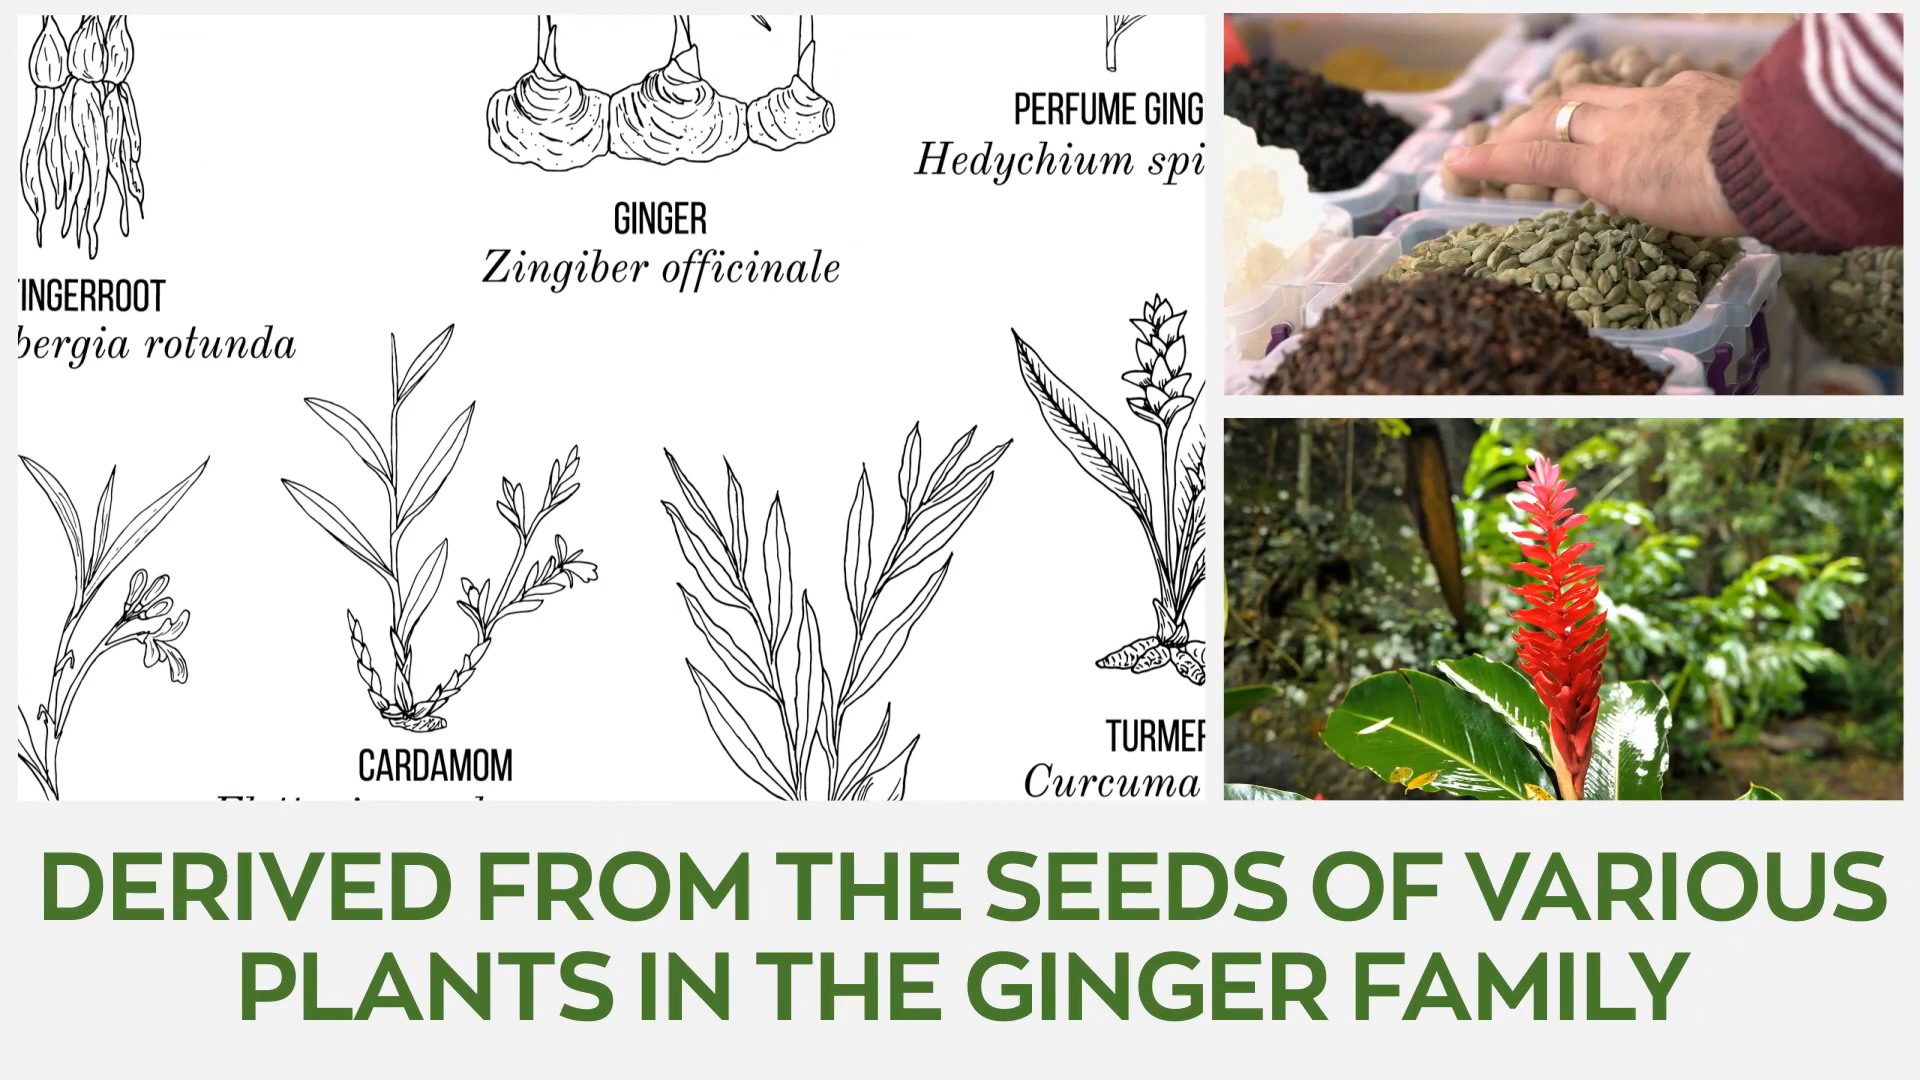 PERFUME GING
Hedychium spi
GINGER
Zingiber officinale
INGERROOT
bergia rotunda
TURMER
Curcuma
CARDAMOM
DERIVED FROM THE SEEDS OF VARIOUS
PLANTS IN THE GINGER FAMILY